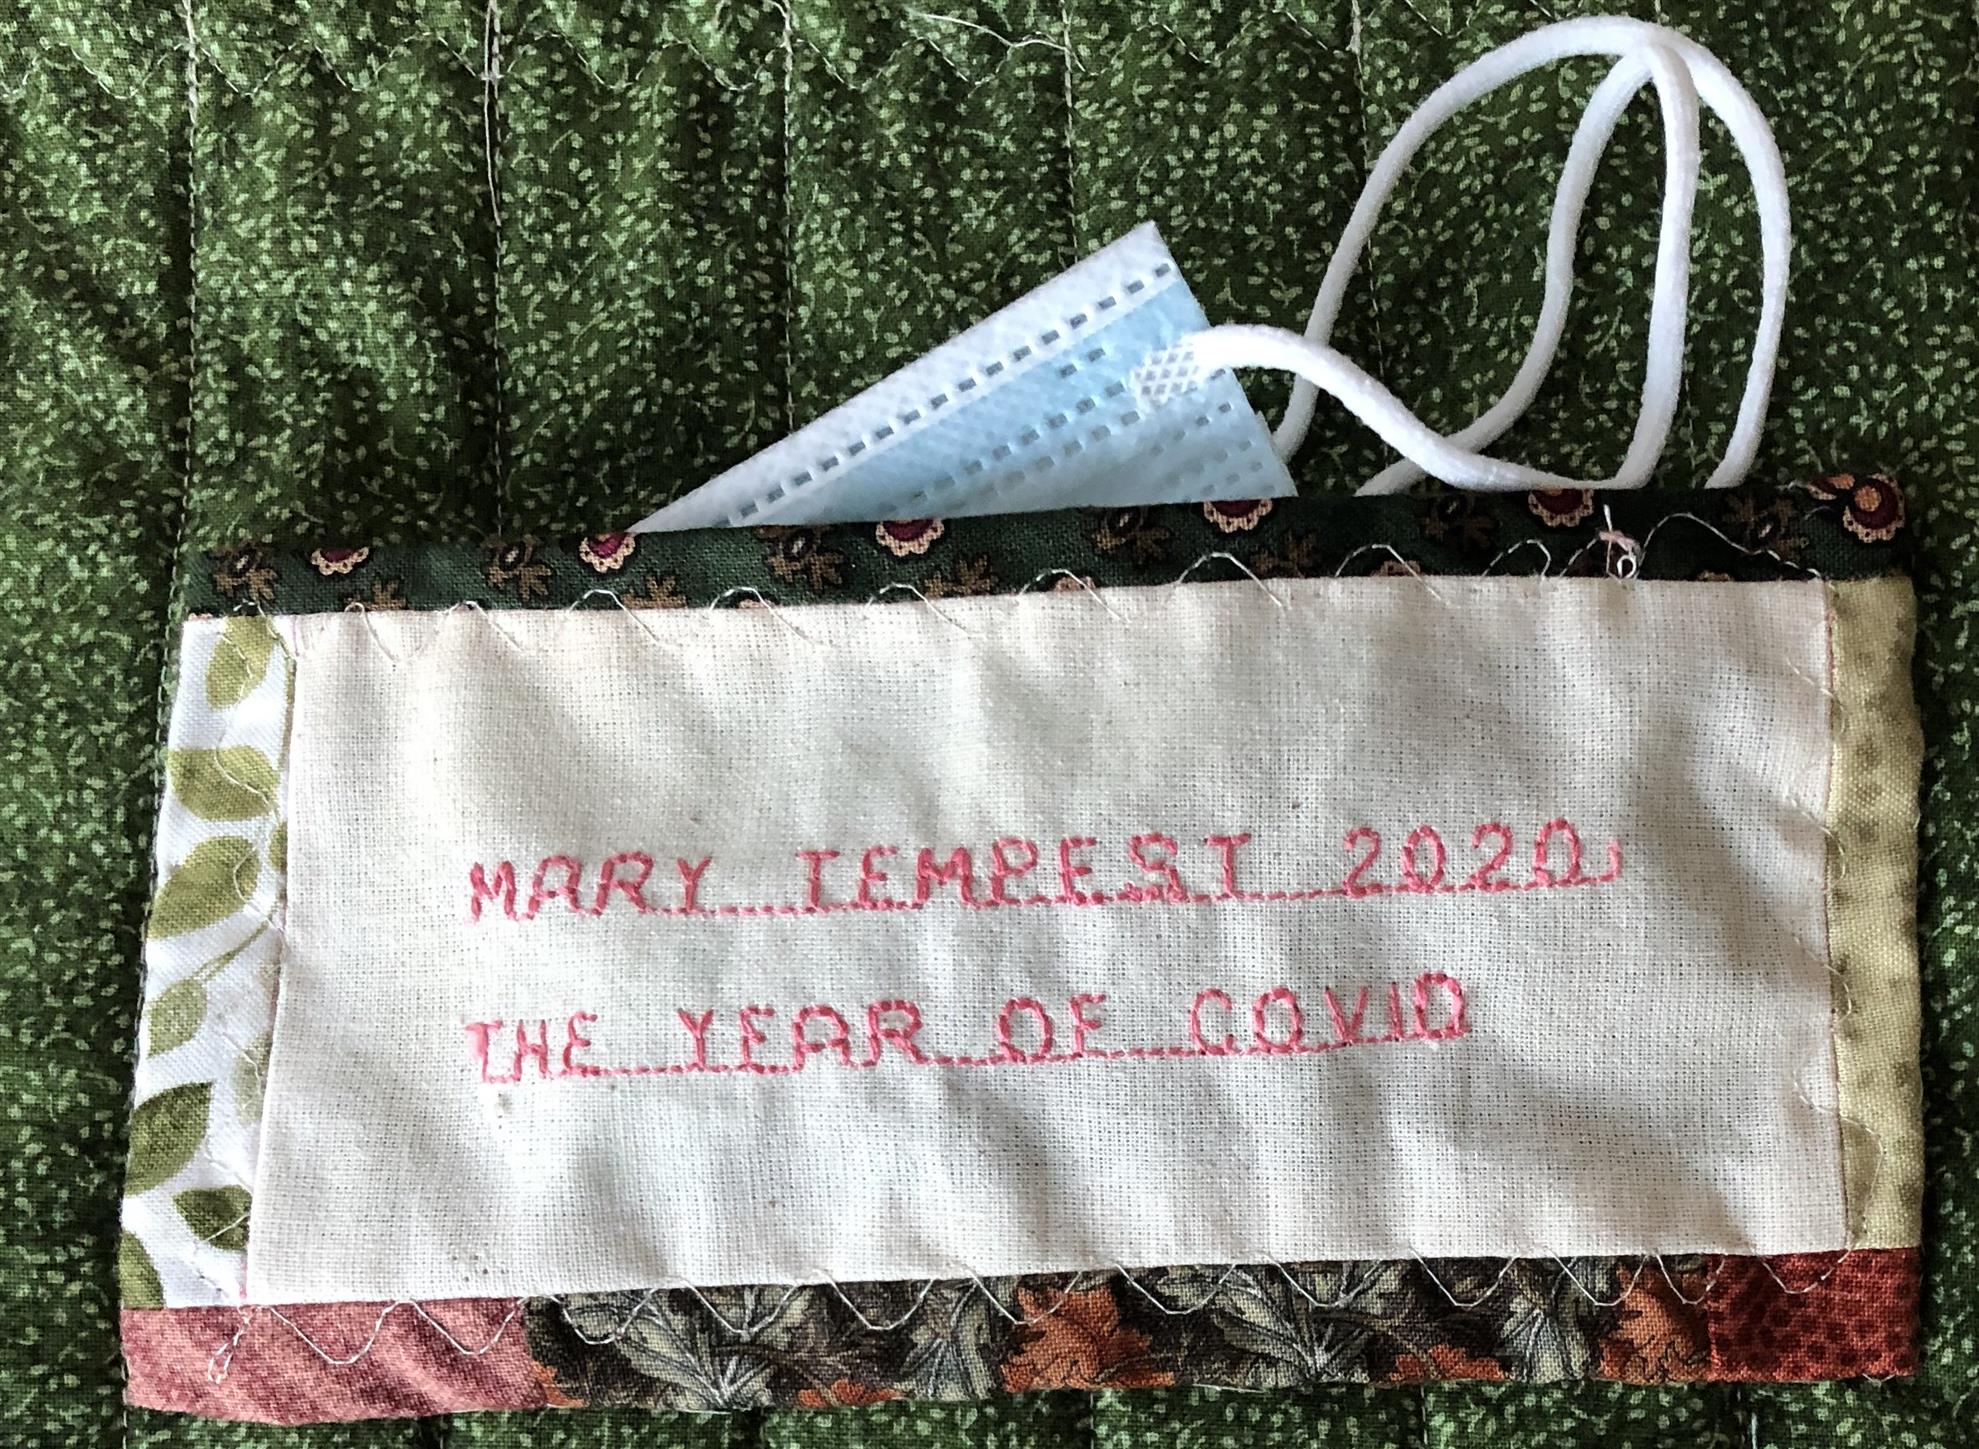 MARY TEMPEST 2020
THE YEAR OF COVID